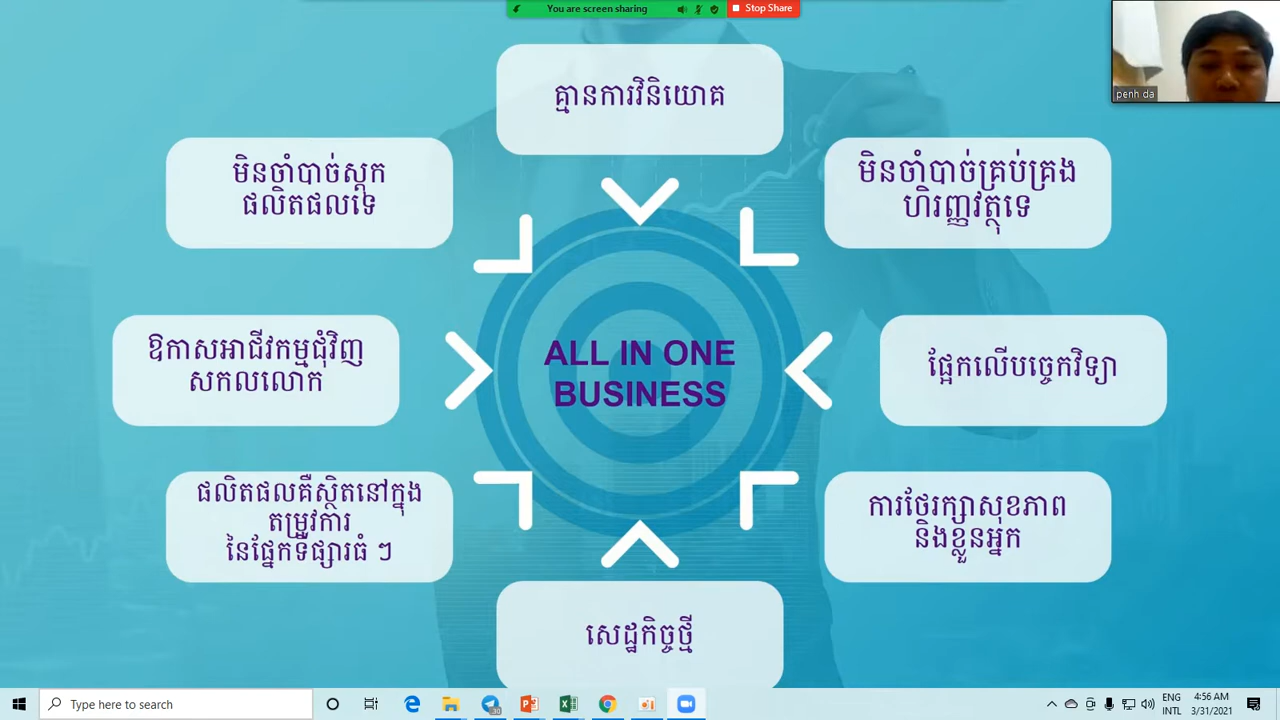 You are screen sharing
Stop Share
penh da
គ្មានការវិនិយោគ
មិនចាំបាច់ស្តុក
ផលិតផលទេ
មិនចាំបាច់គ្រប់គ្រង
ហិរញ្ញវត្ថុទេ
ឱកាសអាជីវកម្មជុំវិញ
សកលលោក
ALL IN ONE
BUSINESS
ផ្អែកលើបច្ចេកវិទ្យា
ផលិតផលគឺស្ថិតនៅក្នុង
តម្រូវការ
នៃផ្នែកទីផ្សារធំ ៗ
ការថែរក្សាសុខភាព
និងខ្លួនអ្នក
សេដ្ឋកិច្ចថ្មី
Type here to search
30
ENG
INTL
4:56 AM
3/31/2021